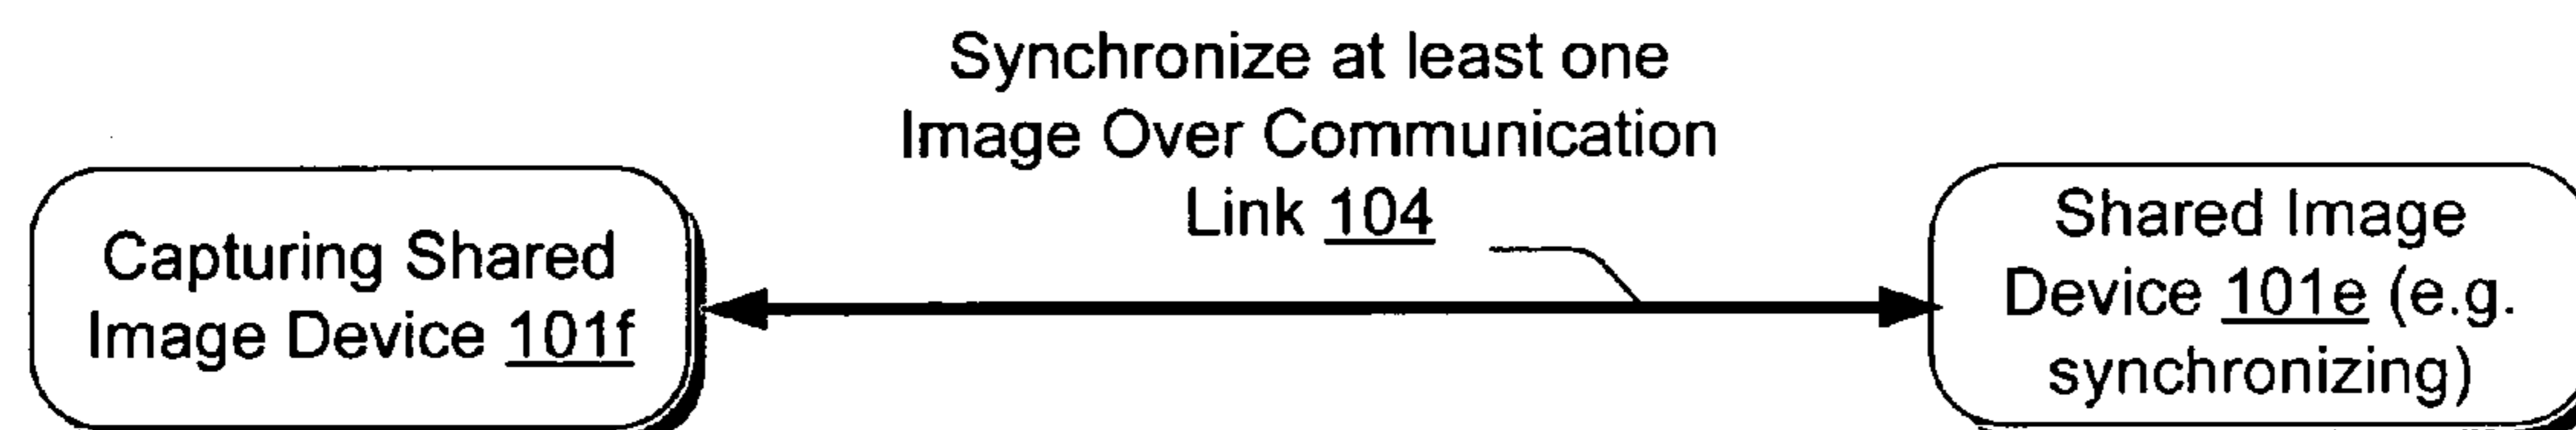 Synchronize at least one
Image Over Communication
Link 104
Capturing Shared
Image Device 101f
Shared Image
Device 101e (e.g.
synchronizing)